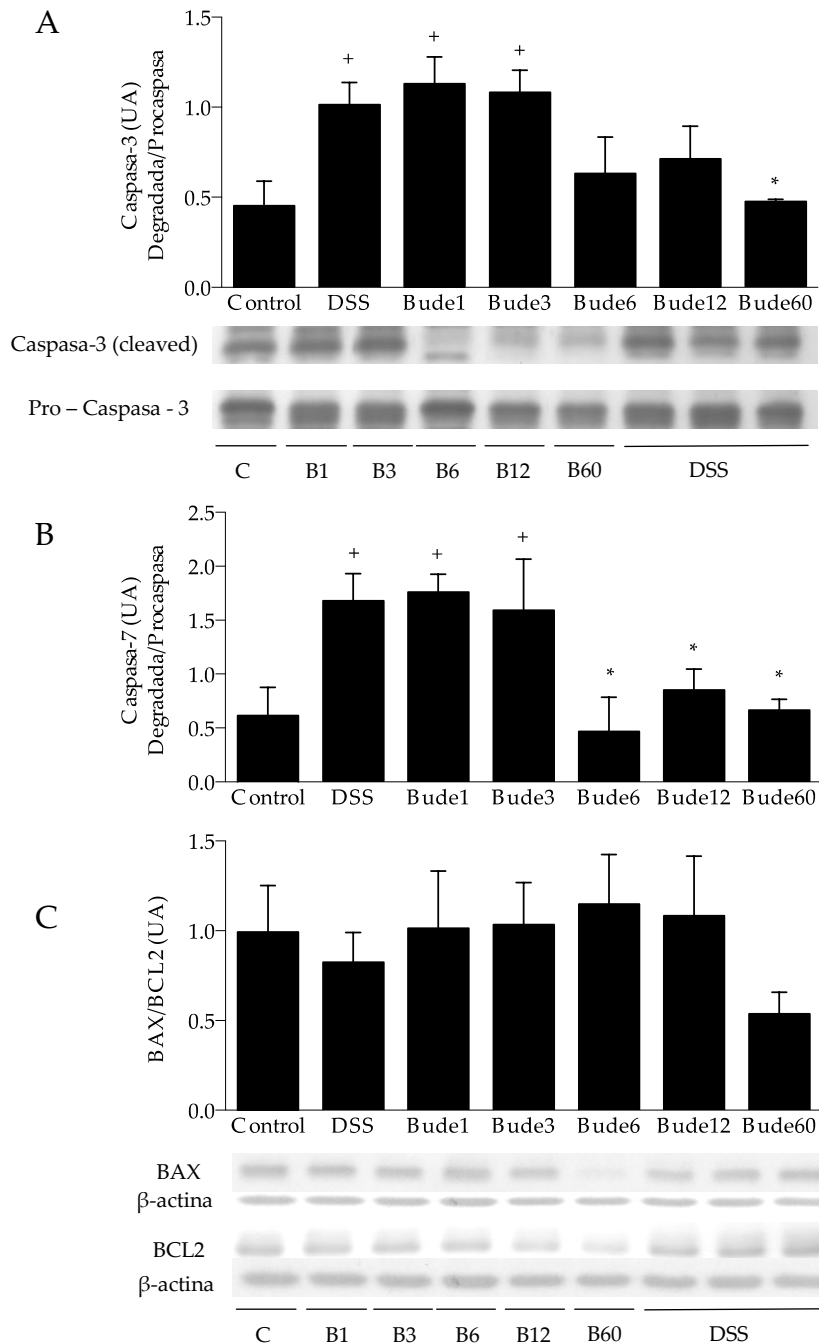 A
Caspasa-3 (UA)
Degradada/Procaspasa
1.5
1.0
0.5
0.0
+
+
+
*
Control DSS Bude1 Bude3 Bude6 Bude12 Bude60
Caspasa-3 (cleaved)
Pro – Caspasa - 3
C B1 B3 B6 B12 B60 DSS
B
Caspasa-7 (UA)
Degradada/Procaspasa
2.5
2.0
1.5
1.0
0.5
0.0
+
+
+
*
*
*
Control DSS Bude1 Bude3 Bude6 Bude12 Bude60
C
BAX/BCL2 (UA)
1.5
1.0
0.5
0.0
Control DSS Bude1 Bude3 Bude6 Bude12 Bude60
BAX
β-actina
BCL2
β-actina
C B1 B3 B6 B12 B60 DSS